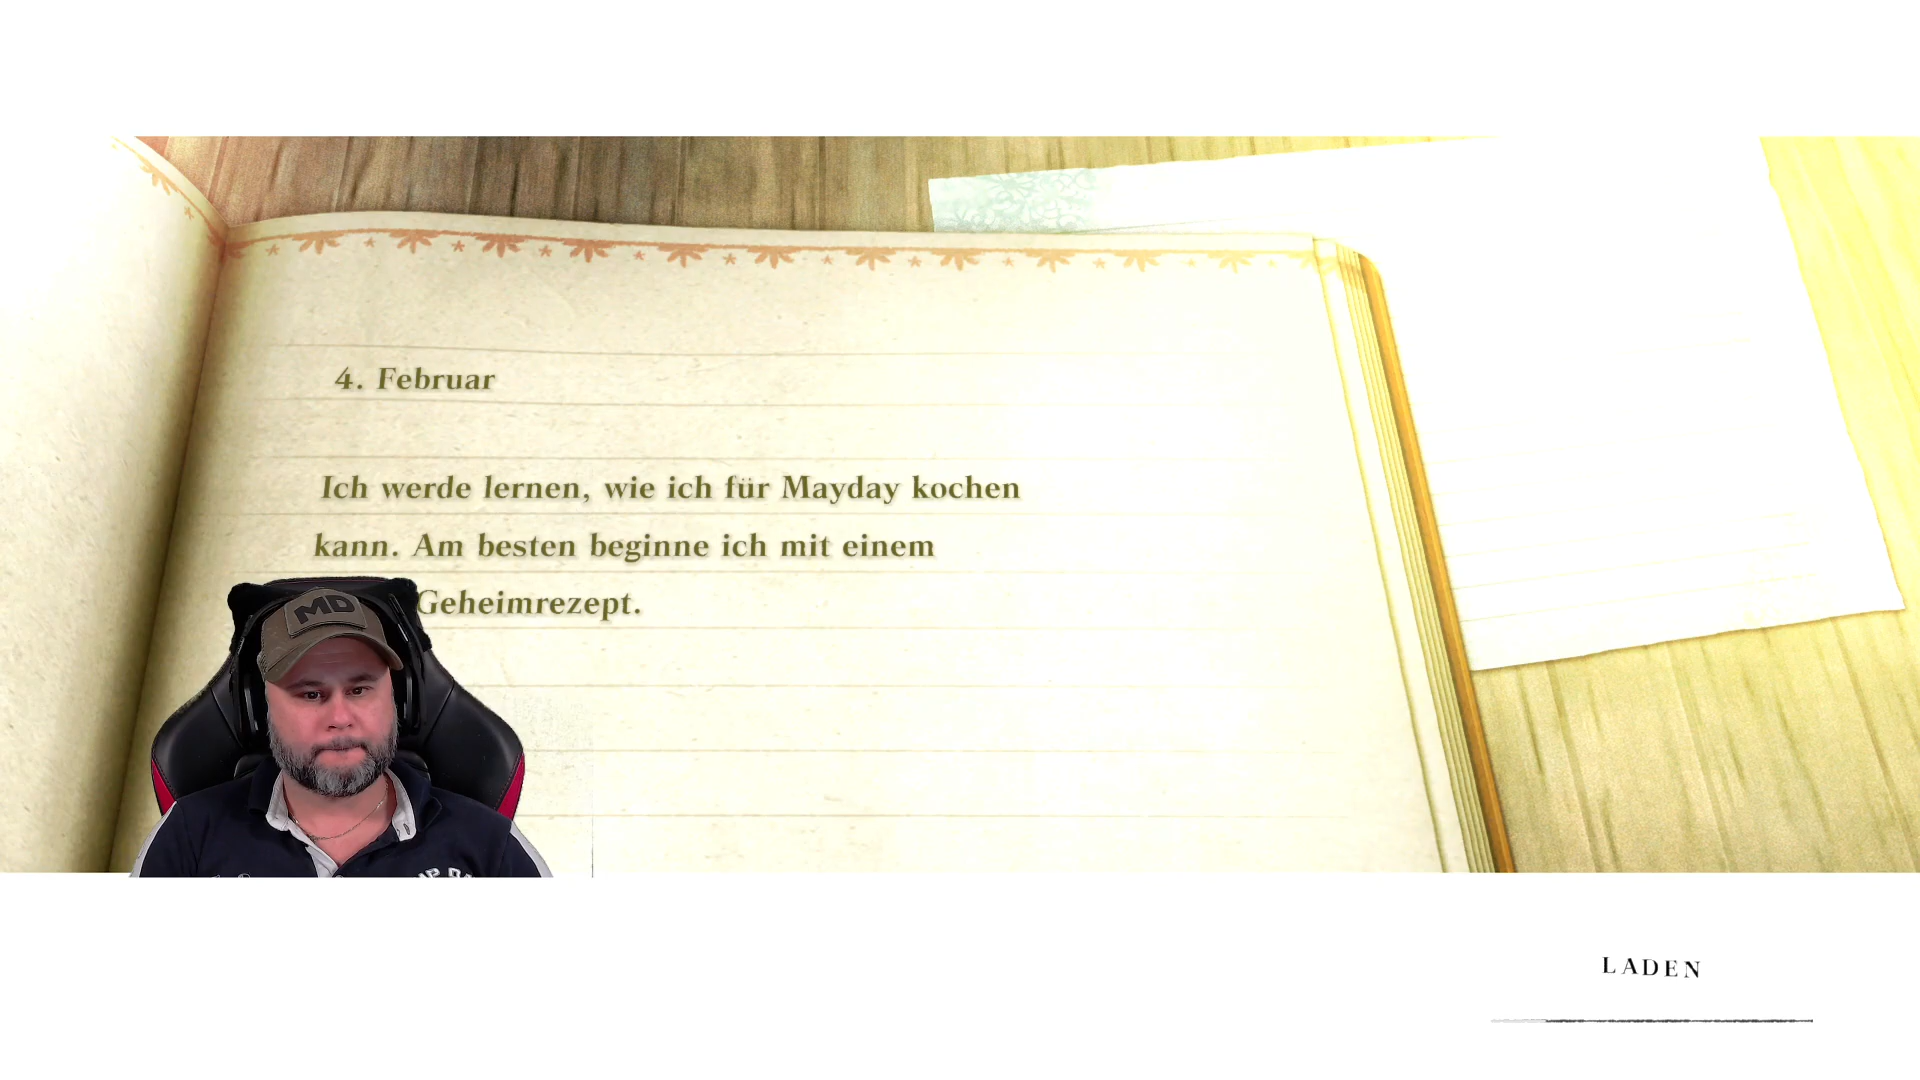 4. Februar
Ich werde lernen, wie ich für Mayday kochen
kann. Am besten beginne ich mit einem
Geheimrezept.
MD
LADEN